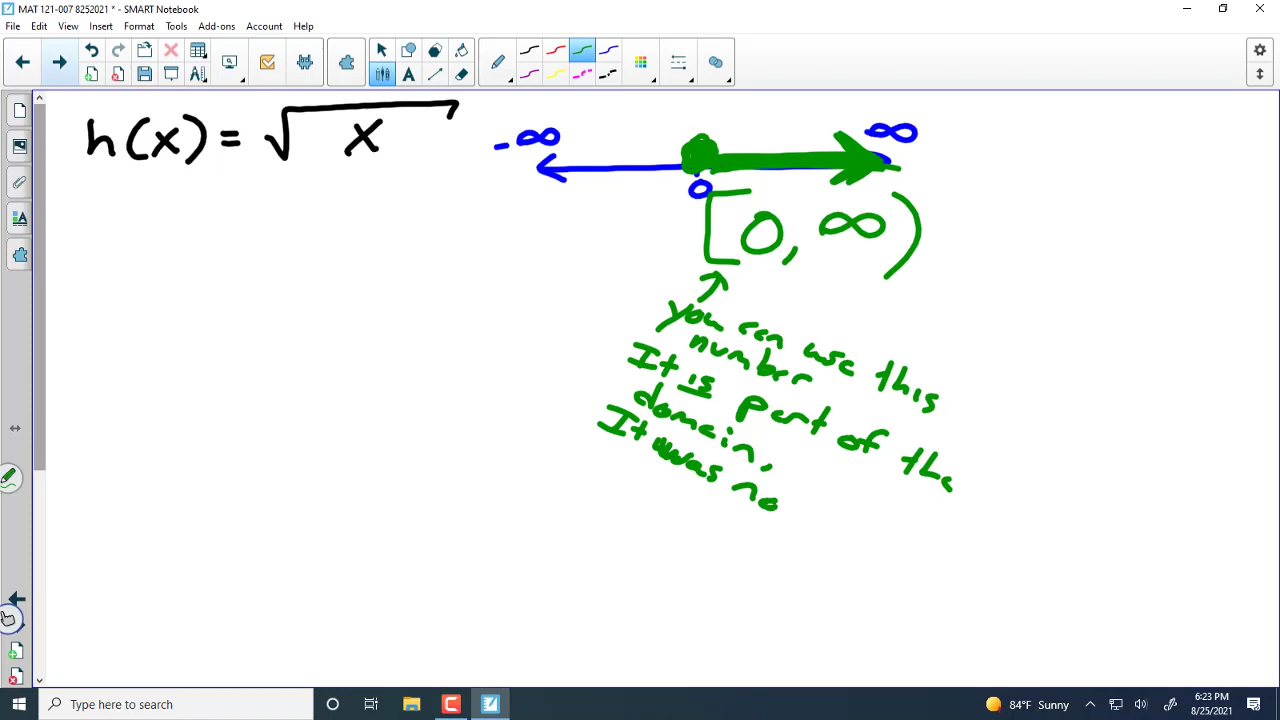 MAT 121-007 8252021 * - SMART Notebook
File Edit View Insert Format Tools Add-ons Account Help
h(x) = √x
-∞ ∞
0
[0, ∞)
you can use this
number
It is part of the
domain.
It was no
Type here to search
84°F Sunny
6:23 PM
8/25/2021